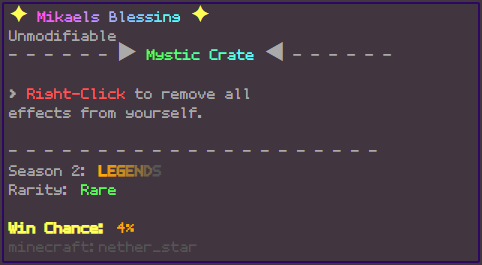 ✦ Mikaels Blessing ✦
Unmodifiable
- - - - - - ▶ Mystic Crate ◀ - - - - - -
> Right-Click to remove all
effects from yourself.
- - - - - - - - - - - - - - - - - - - - - -
Season 2: LEGENDS
Rarity: Rare
Win Chance: 4%
minecraft:nether_star